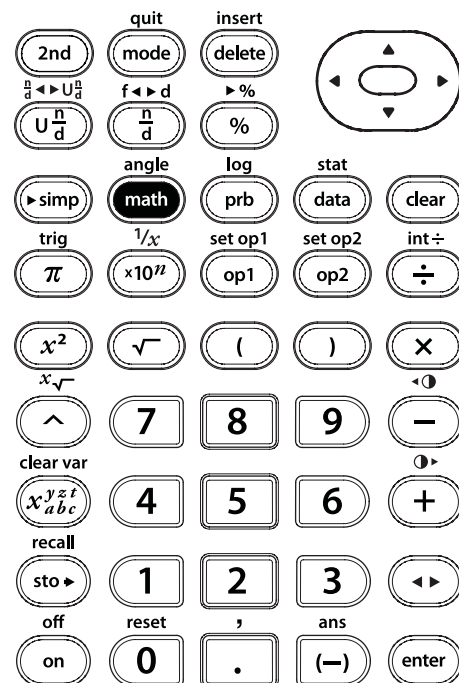 quit insert
2nd mode delete
n/d ◂▸ U n/d f ◂▸ d ▸%
U n/d n/d %
angle log stat
▸simp math prb data clear
trig 1/x set op1 set op2 int÷
π ×10ⁿ op1 op2 ÷
x² √ ( ) ×
ˣ√
^ 7 8 9 −
clear var
x y z t a b c 4 5 6 +
recall
sto▸ 1 2 3 ◂▸
off reset , ans
on 0 . (−) enter